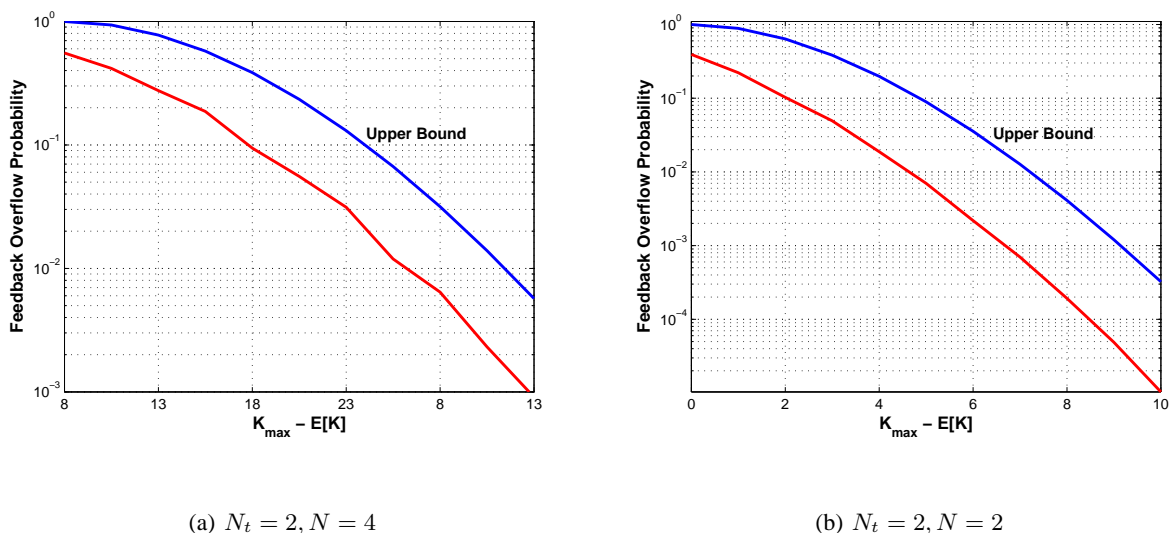 10^0
10^−1
10^−2
10^−3
8 13 18 23 8 13
K_max − E[K]
Feedback Overflow Probability
Upper Bound
(a) N_t = 2, N = 4
10^0
10^−1
10^−2
10^−3
10^−4
0 2 4 6 8 10
K_max − E[K]
Feedback Overflow Probability
Upper Bound
(b) N_t = 2, N = 2